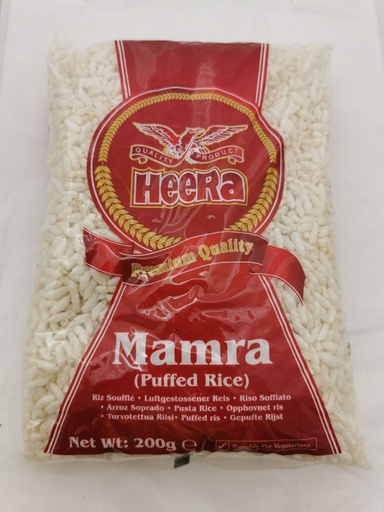 QUALITY PRODUCT
HEERA
Premium Quality
Mamra
(Puffed Rice)
Riz Soufflé • Luftgestossener Reis • Riso Soffiato
• Arroz Soprado • Pusta Rice • Opphovnet ris
• Turvotettua Riisi• Puffed ris • Gepufte Rijst
Net Wt: 200g ℮
✓ Suitable For Vegetarians